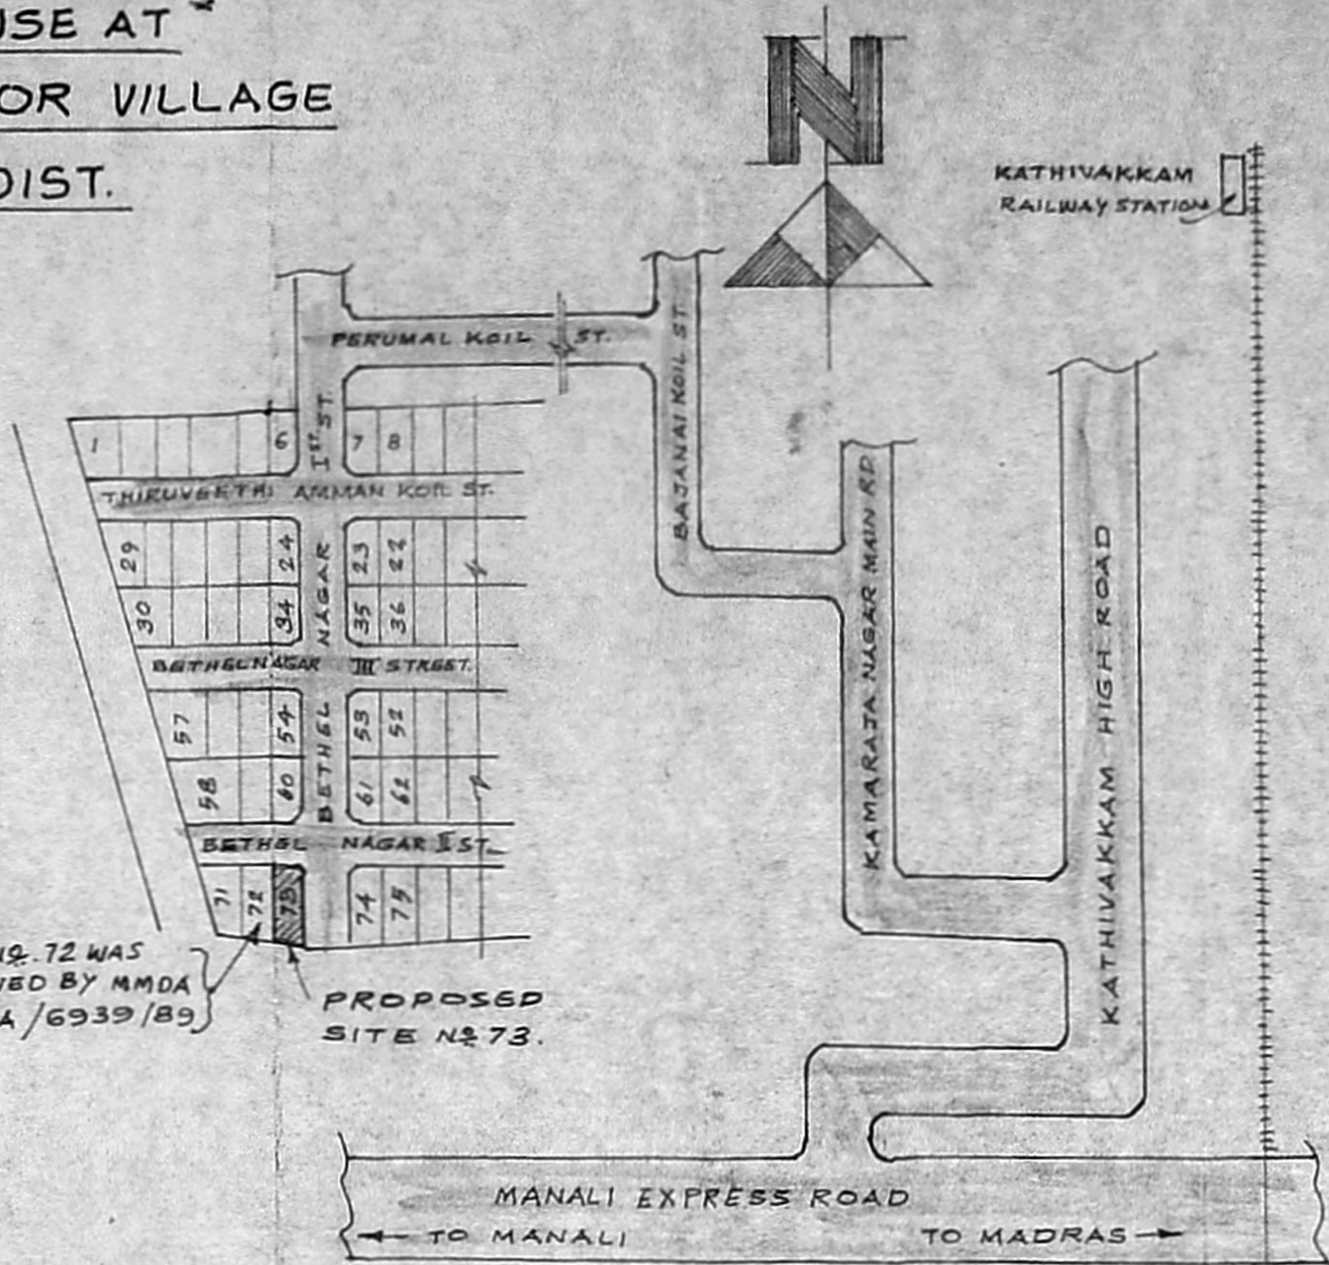 USE AT
OR VILLAGE
DIST.
N
KATHIVAKKAM
RAILWAY STATION
PERUMAL KOIL ST.
BAJANAI KOIL ST.
IST ST.
1
6
7
8
THIRUVEETHI AMMAN KOIL ST.
29
24
23
22
30
34
35
36
BETHEL NAGAR
BETHELNAGAR III STREET.
57
54
53
52
58
60
61
62
BETHEL NAGAR II ST.
71
72
73
74
75
KAMARAJA NAGAR MAIN RD
KATHIVAKKAM HIGH ROAD
No. 72 WAS
NED BY MMDA
A/6939/89
PROPOSED
SITE No 73.
MANALI EXPRESS ROAD
← TO MANALI
TO MADRAS →